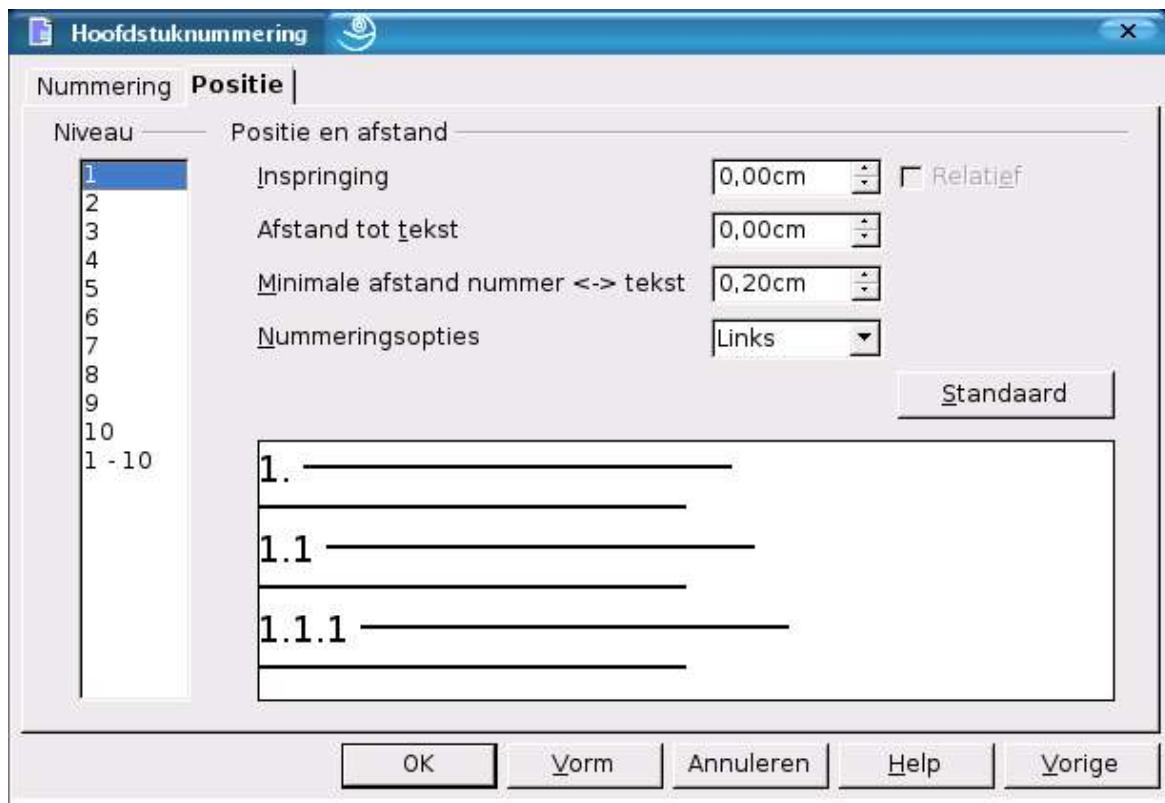 Hoofdstuknummering
Nummering Positie
Niveau Positie en afstand
1
2
3
4
5
6
7
8
9
10
1 - 10
Inspringing 0,00cm Relatief
Afstand tot tekst 0,00cm
Minimale afstand nummer <-> tekst 0,20cm
Nummeringsopties Links
Standaard
1.
1.1
1.1.1
OK Vorm Annuleren Help Vorige